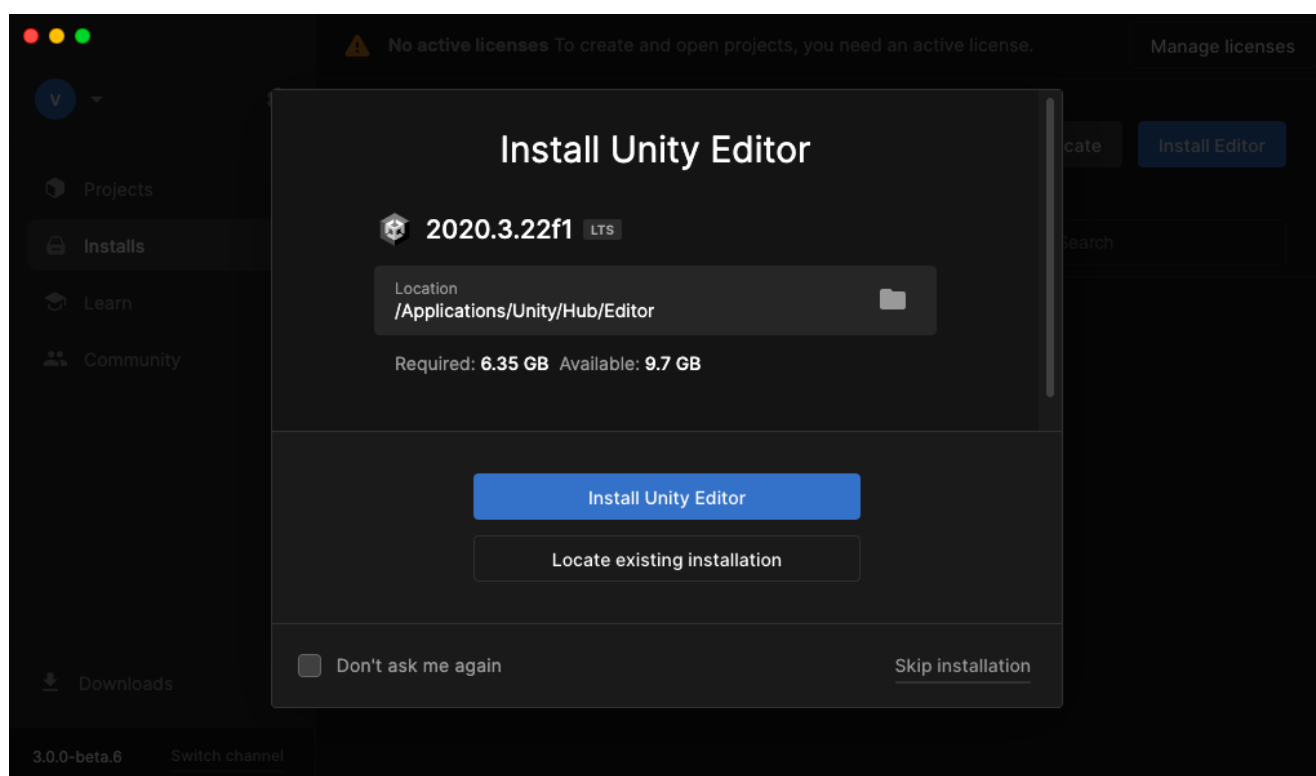 No active licenses To create and open projects, you need an active license.
Manage licenses
V
cate
Install Editor
Projects
Installs
Learn
Community
Search
Install Unity Editor
2020.3.22f1 LTS
Location
/Applications/Unity/Hub/Editor
Required: 6.35 GB Available: 9.7 GB
Install Unity Editor
Locate existing installation
Don't ask me again
Skip installation
Downloads
3.0.0-beta.6 Switch channel